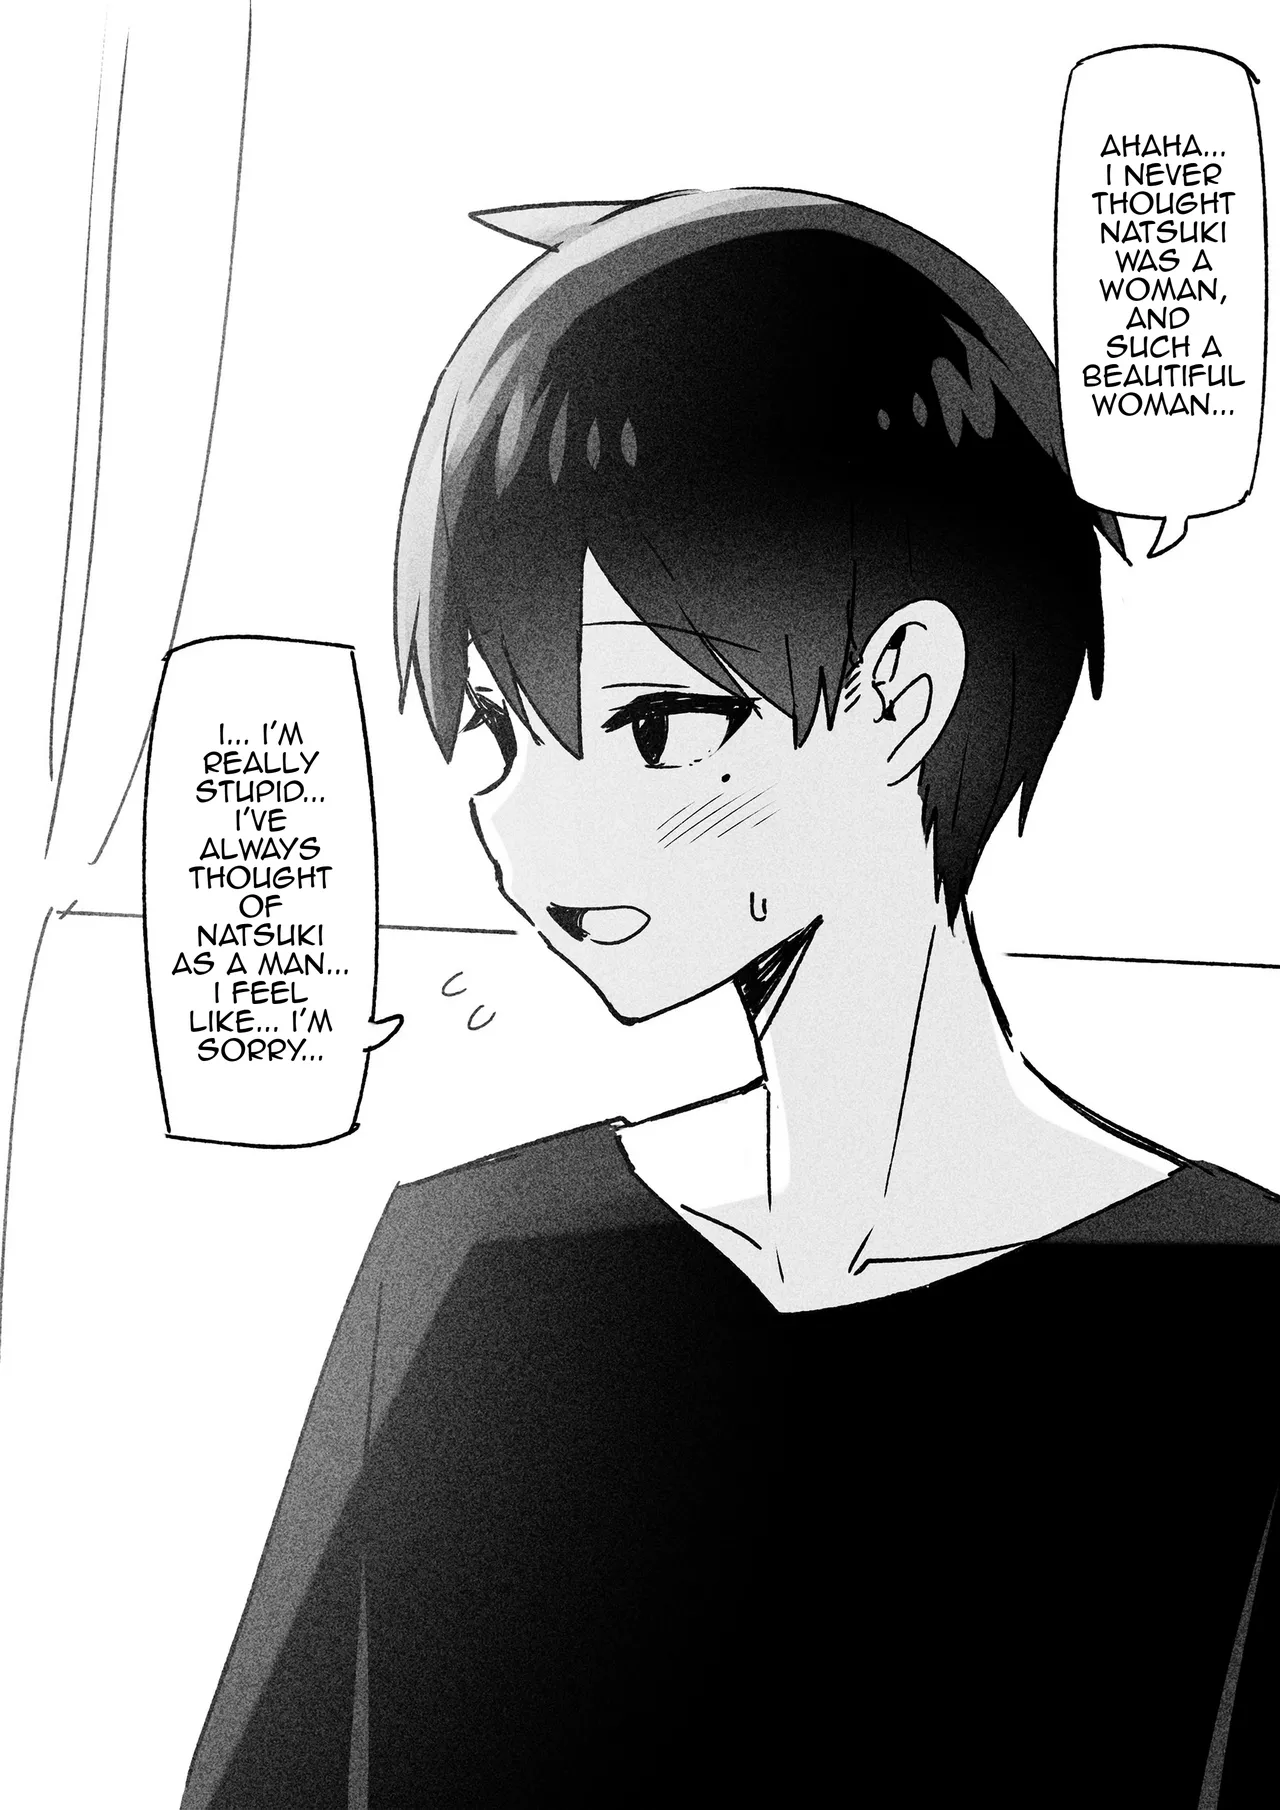 AHAHA...
I NEVER
THOUGHT
NATSUKI
WAS A
WOMAN,
AND
SUCH A
BEAUTIFUL
WOMAN...
I... I'M
REALLY
STUPID...
I'VE
ALWAYS
THOUGHT
OF
NATSUKI
AS A MAN...
I FEEL
LIKE... I'M
SORRY...